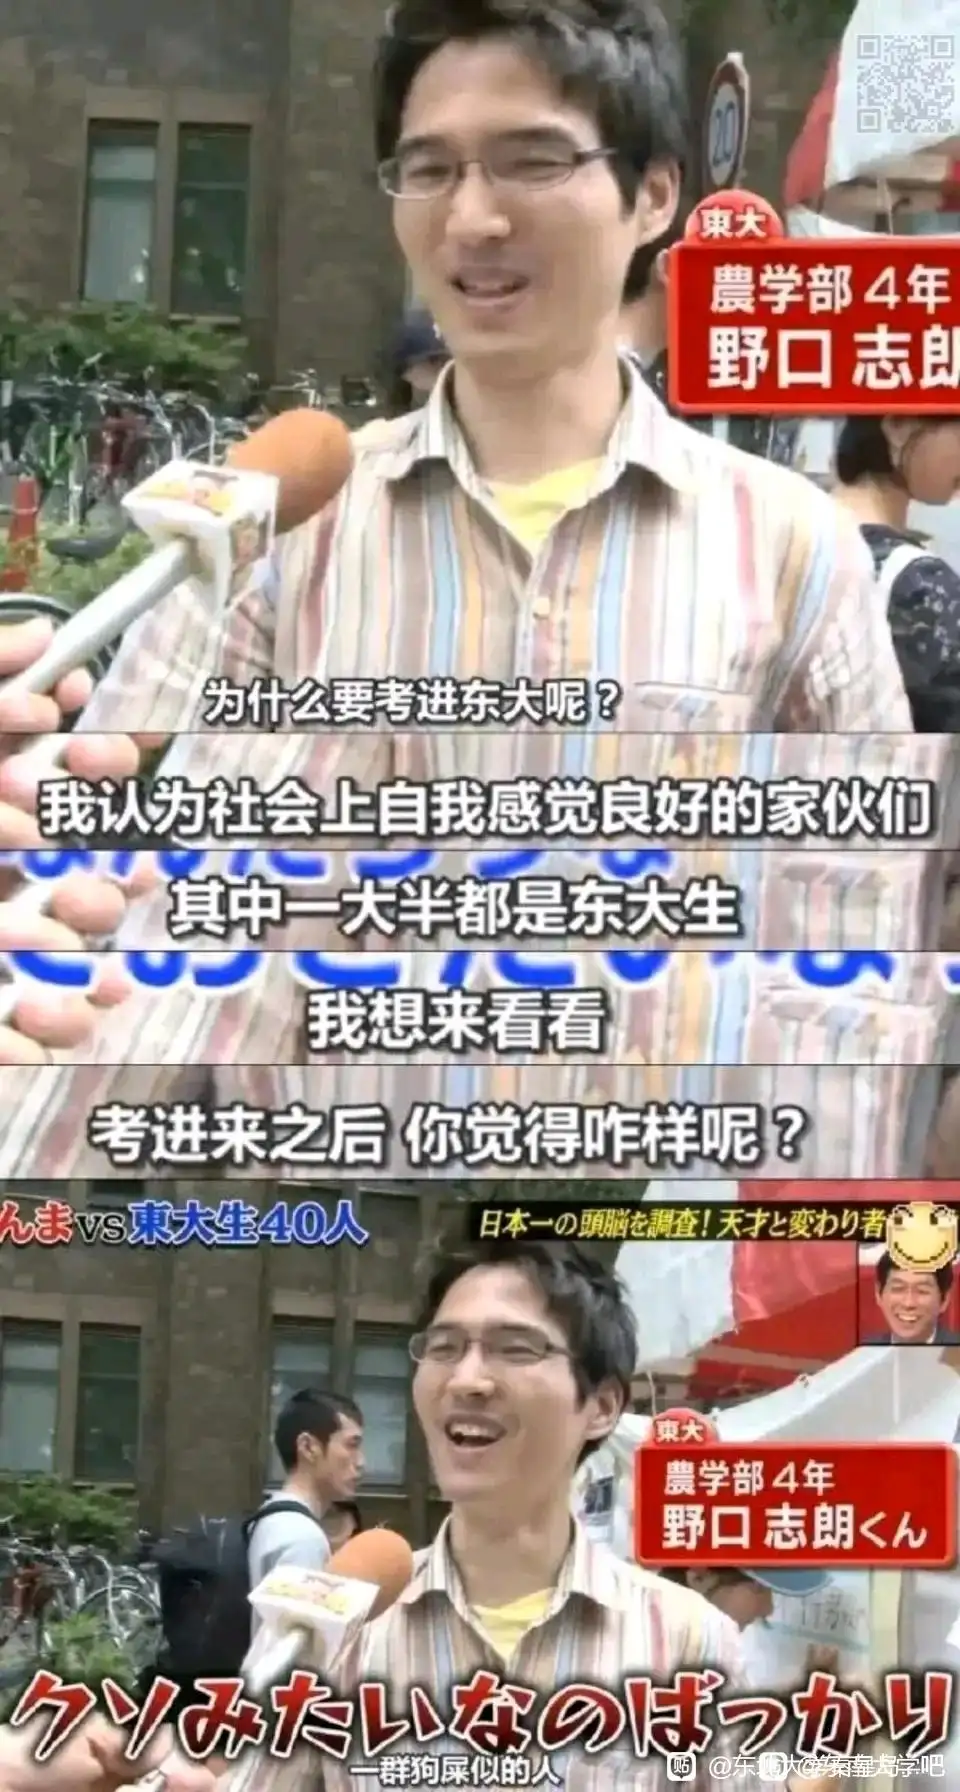 20
東大
農学部4年
野口 志朗
为什么要考进东大呢？
我认为社会上自我感觉良好的家伙们
其中一大半都是东大生
我想来看看
考进来之后 你觉得咋样呢？
んまvs東大生40人
日本一の頭脳を調査！天才と変わり者
東大
農学部4年
野口 志朗くん
クソみたいなのばっかり
一群狗屎似的人
贴